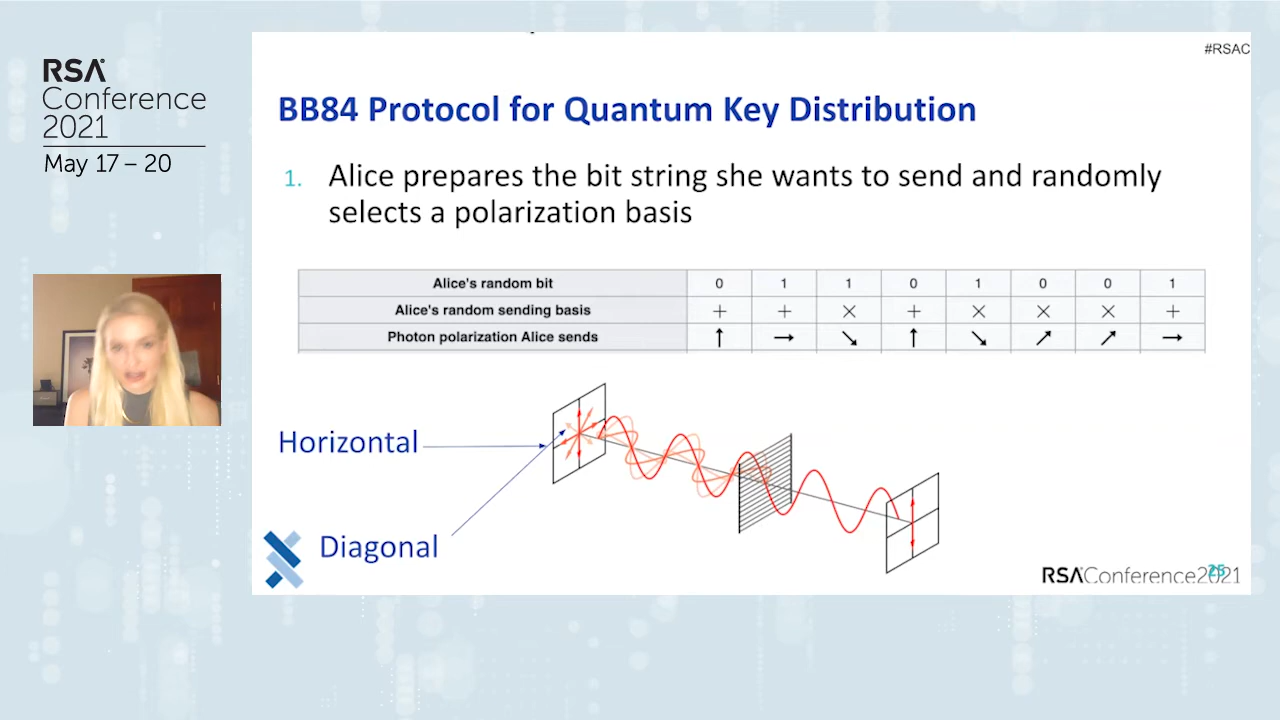 RSA
Conference
2021
May 17 – 20
#RSAC
BB84 Protocol for Quantum Key Distribution
1. Alice prepares the bit string she wants to send and randomly
selects a polarization basis
Alice's random bit 0 1 1 0 1 0 0 1
Alice's random sending basis + + × + × × × +
Photon polarization Alice sends ↑ → ↘ ↑ ↘ ↗ ↗ →
Horizontal
Diagonal
RSAConference2021
25